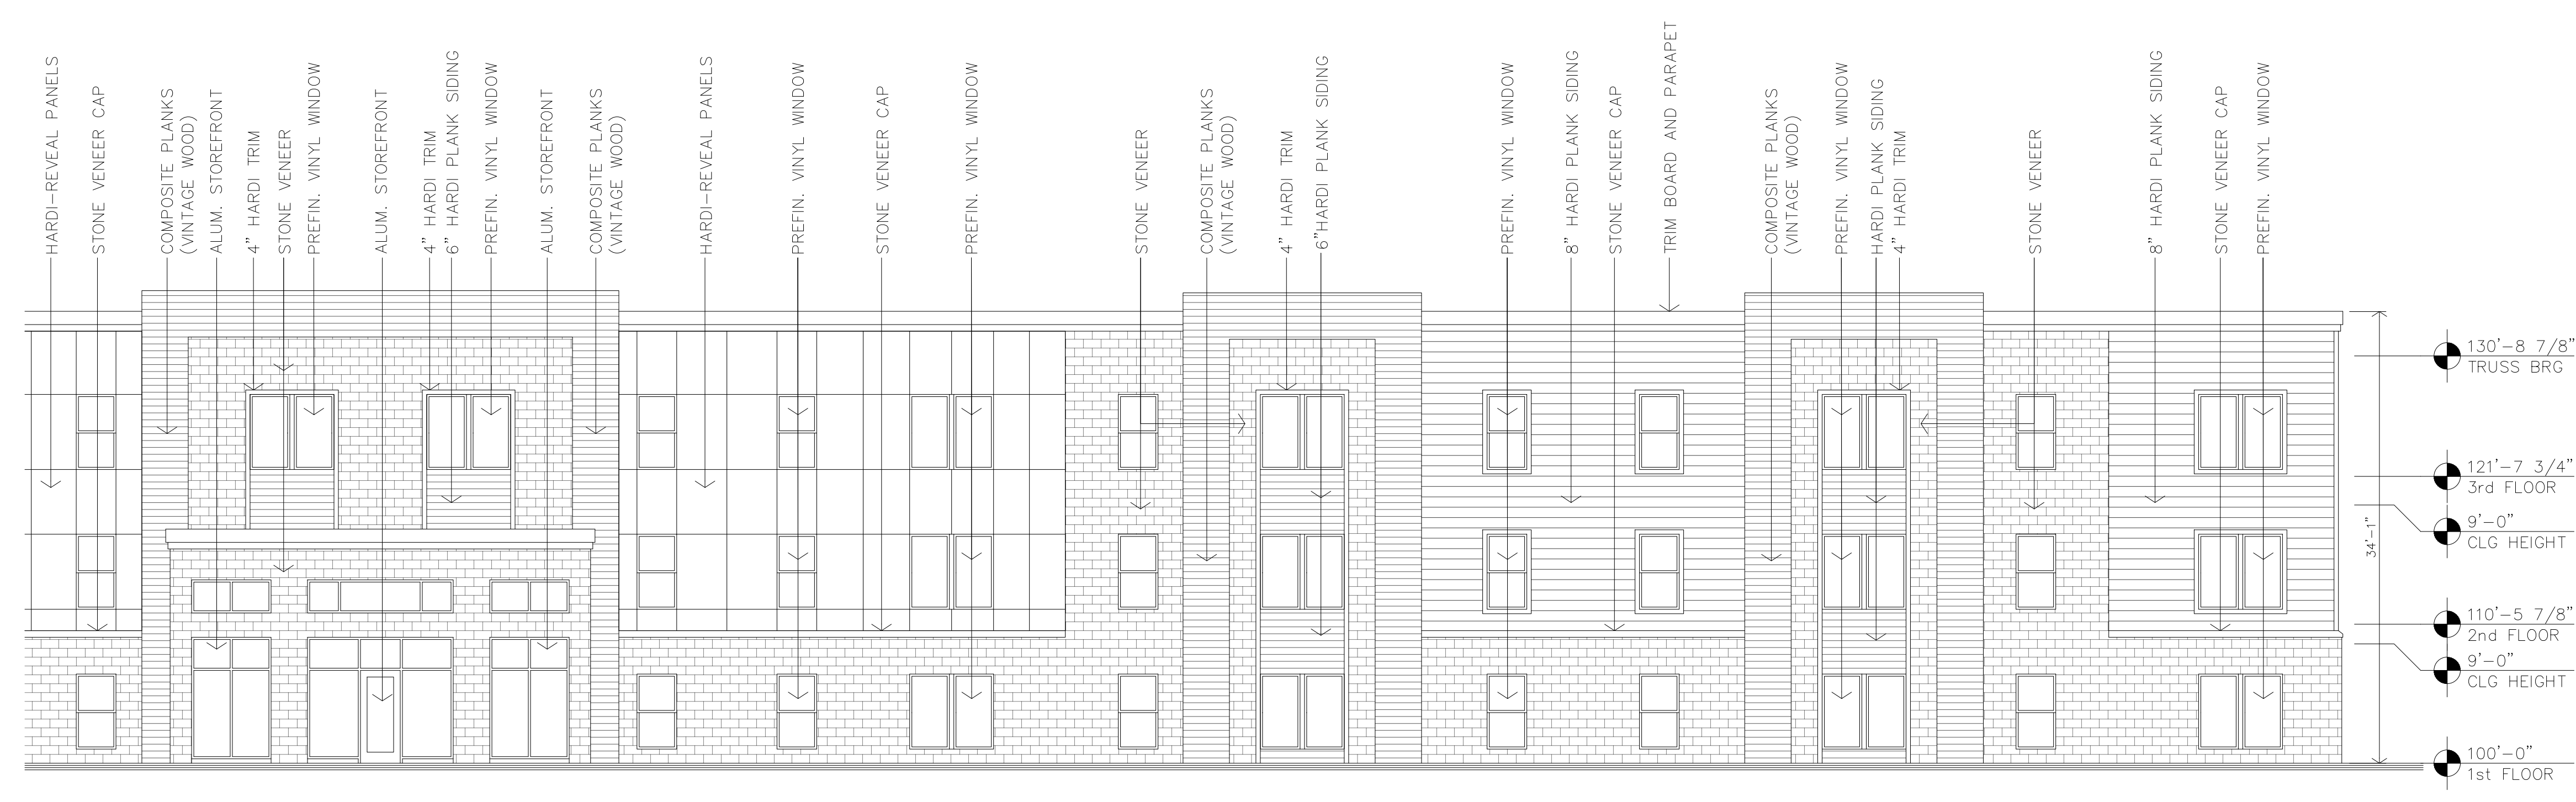 HARDI-REVEAL PANELS
STONE VENEER CAP
COMPOSITE PLANKS
(VINTAGE WOOD)
ALUM. STOREFRONT
4" HARDI TRIM
STONE VENEER
PREFIN. VINYL WINDOW
ALUM. STOREFRONT
4" HARDI TRIM
6" HARDI PLANK SIDING
PREFIN. VINYL WINDOW
ALUM. STOREFRONT
COMPOSITE PLANKS
(VINTAGE WOOD)
HARDI-REVEAL PANELS
PREFIN. VINYL WINDOW
STONE VENEER CAP
PREFIN. VINYL WINDOW
STONE VENEER
COMPOSITE PLANKS
(VINTAGE WOOD)
4" HARDI TRIM
6"HARDI PLANK SIDING
PREFIN. VINYL WINDOW
8" HARDI PLANK SIDING
STONE VENEER CAP
TRIM BOARD AND PARAPET
COMPOSITE PLANKS
(VINTAGE WOOD)
PREFIN. VINYL WINDOW
HARDI PLANK SIDING
4" HARDI TRIM
STONE VENEER
8" HARDI PLANK SIDING
STONE VENEER CAP
PREFIN. VINYL WINDOW
34'-1"
130'-8 7/8"
TRUSS BRG
121'-7 3/4"
3rd FLOOR
9'-0"
CLG HEIGHT
110'-5 7/8"
2nd FLOOR
9'-0"
CLG HEIGHT
100'-0"
1st FLOOR